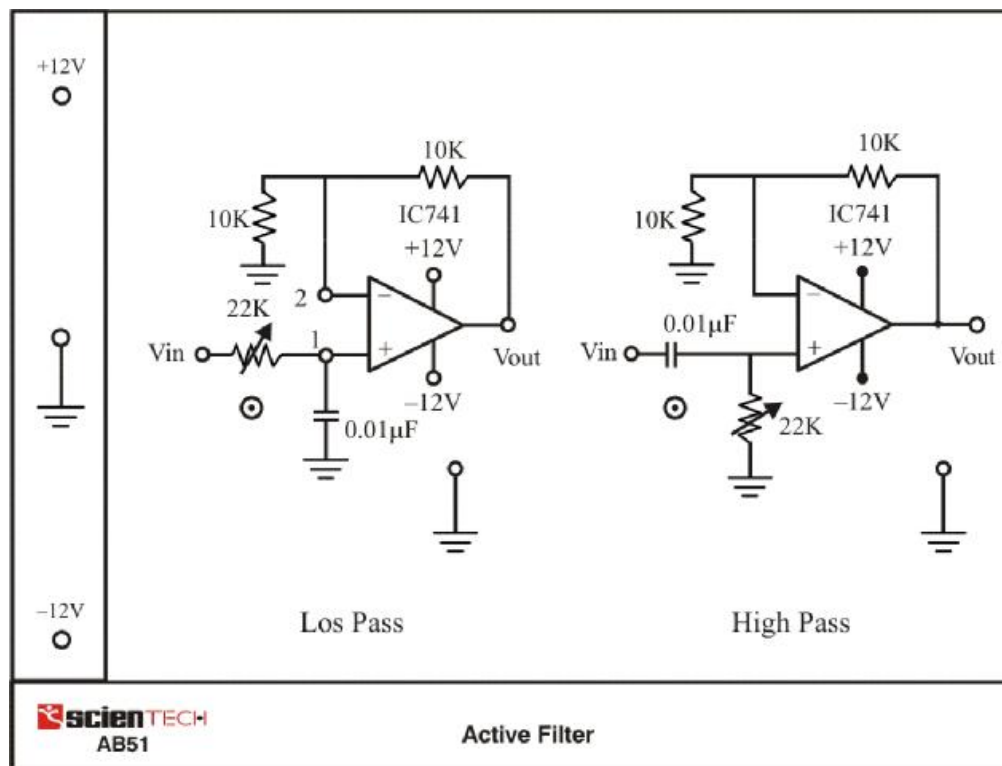 +12V
−12V
10K
10K
IC741
+12V
2
−
22K
1
Vin
+
Vout
−12V
0.01µF
Los Pass
10K
10K
IC741
+12V
−
0.01µF
Vin
+
Vout
−12V
22K
High Pass
scienTECH
AB51
Active Filter